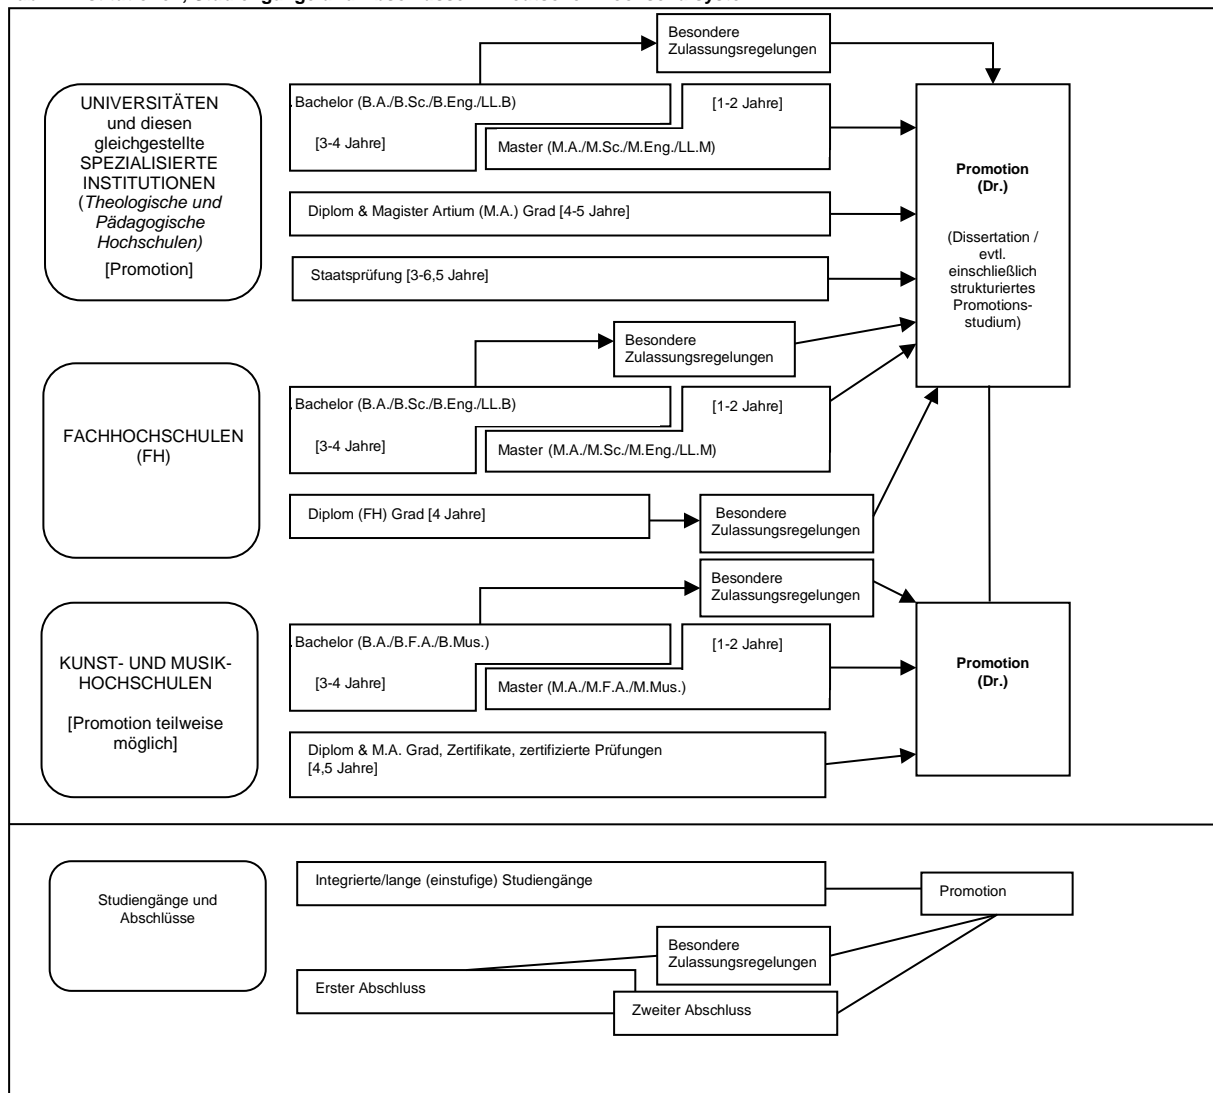 Besondere
Zulassungsregelungen
UNIVERSITÄTEN
und diesen
gleichgestellte
SPEZIALISIERTE
INSTITUTIONEN
(Theologische und
Pädagogische
Hochschulen)
[Promotion]
Bachelor (B.A./B.Sc./B.Eng./LL.B)
[3-4 Jahre]
[1-2 Jahre]
Master (M.A./M.Sc./M.Eng./LL.M)
Diplom & Magister Artium (M.A.) Grad [4-5 Jahre]
Staatsprüfung [3-6,5 Jahre]
Promotion
(Dr.)
(Dissertation /
evtl.
einschließlich
strukturiertes
Promotions-
studium)
Besondere
Zulassungsregelungen
FACHHOCHSCHULEN
(FH)
Bachelor (B.A./B.Sc./B.Eng./LL.B)
[3-4 Jahre]
[1-2 Jahre]
Master (M.A./M.Sc./M.Eng./LL.M)
Diplom (FH) Grad [4 Jahre]
Besondere
Zulassungsregelungen
Besondere
Zulassungsregelungen
KUNST- UND MUSIK-
HOCHSCHULEN
[Promotion teilweise
möglich]
Bachelor (B.A./B.F.A./B.Mus.)
[3-4 Jahre]
[1-2 Jahre]
Master (M.A./M.F.A./M.Mus.)
Diplom & M.A. Grad, Zertifikate, zertifizierte Prüfungen
[4,5 Jahre]
Promotion
(Dr.)
Studiengänge und
Abschlüsse
Integrierte/lange (einstufige) Studiengänge
Promotion
Besondere
Zulassungsregelungen
Erster Abschluss
Zweiter Abschluss